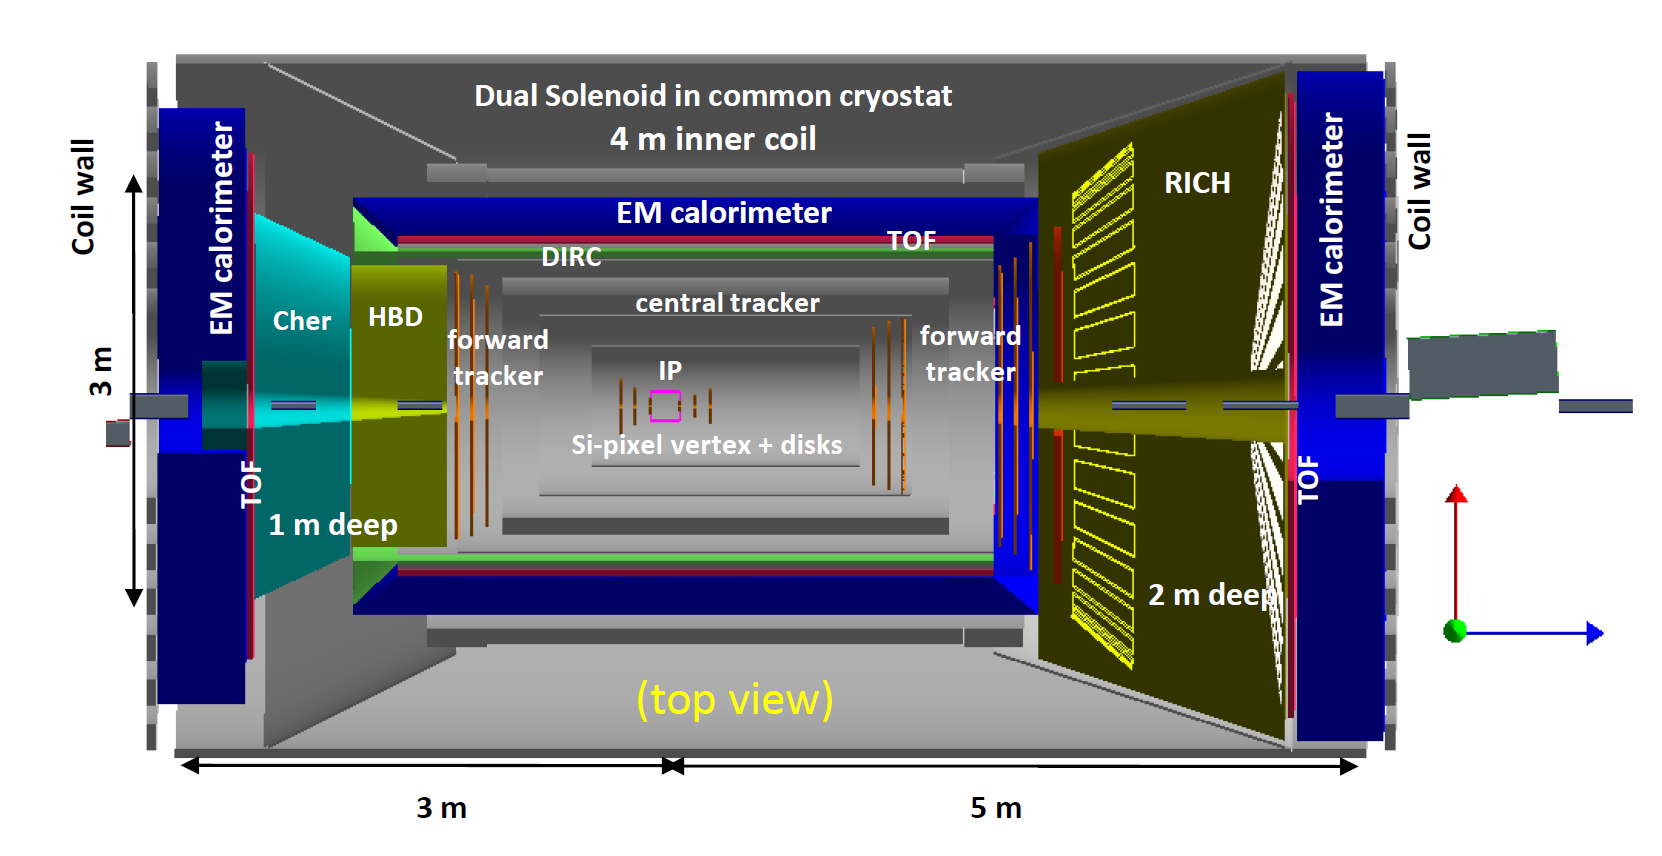 Dual Solenoid in common cryostat
4 m inner coil
Coil wall
EM calorimeter
EM calorimeter
RICH
EM calorimeter
Coil wall
TOF
DIRC
central tracker
Cher
HBD
forward
tracker
forward
tracker
IP
3 m
Si-pixel vertex + disks
TOF
TOF
1 m deep
2 m deep
(top view)
3 m
5 m